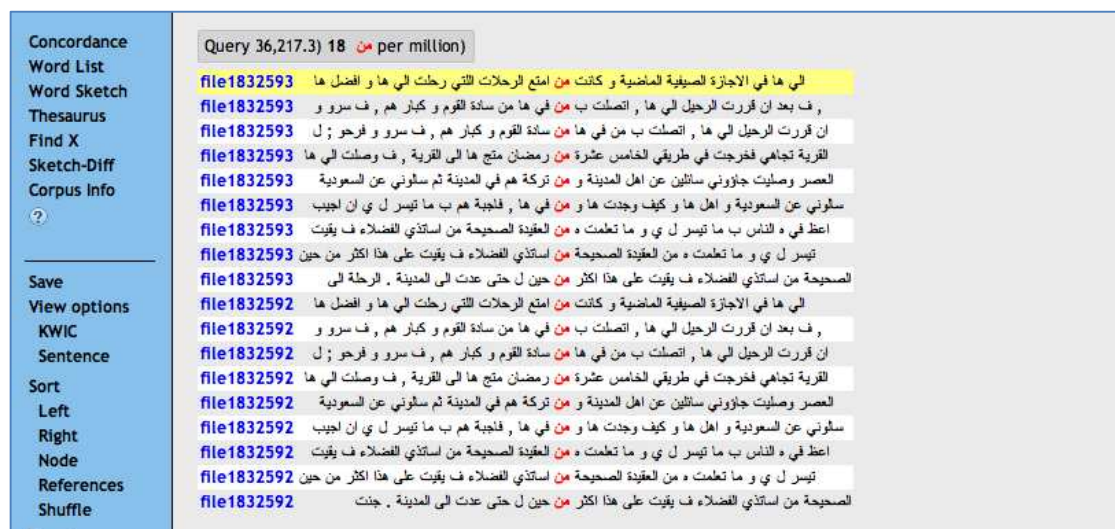 Concordance
Word List
Word Sketch
Thesaurus
Find X
Sketch-Diff
Corpus Info
?
Save
View options
KWIC
Sentence
Sort
Left
Right
Node
References
Shuffle
Query 36,217.3) 18 من per million)
file1832593 الي ها في الاجازة الصيفية الماضية و كانت من امتع الرحلات اللتي رحلت الي ها و افضل ها
file1832593 , ف بعد ان قررت الرحيل الي ها , اتصلت ب من في ها من سادة القوم و كبار هم , ف سرو و
file1832593 ان قررت الرحيل الي ها , اتصلت ب من في ها من سادة القوم و كبار هم , ف سرو و فرحو ; ل
file1832593 القرية تجاهي فخرجت في طريقي الخامس عشرة من رمضان متج ها الى القرية , ف وصلت الي ها
file1832593 العصر وصليت جاؤوني سائلين عن اهل المدينة و من تركة هم في المدينة ثم سالوني عن السعودية
file1832593 سالوني عن السعودية و اهل ها و كيف وجدت ها و من في ها , فاجبة هم ب ما تيسر ل ي ان اجيب
file1832593 اعظ في ه الناس ب ما تيسر ل ي و ما تعلمت ه من العقيدة الصحيحة من اساتذي الفضلاء ف يقيت
file1832593 تيسر ل ي و ما تعلمت ه من العقيدة الصحيحة من اساتذي الفضلاء ف يقيت على هذا اكثر من حين
file1832593 الصحيحة من اساتذي الفضلاء ف يقيت على هذا اكثر من حين ل حتى عدت الى المدينة . الرحلة الى
file1832592 الي ها في الاجازة الصيفية الماضية و كانت من امتع الرحلات اللتي رحلت الي ها و افضل ها
file1832592 , ف بعد ان قررت الرحيل الي ها , اتصلت ب من في ها من سادة القوم و كبار هم , ف سرو و
file1832592 ان قررت الرحيل الي ها , اتصلت ب من في ها من سادة القوم و كبار هم , ف سرو و فرحو ; ل
file1832592 القرية تجاهي فخرجت في طريقي الخامس عشرة من رمضان متج ها الى القرية , ف وصلت الي ها
file1832592 العصر وصليت جاؤوني سائلين عن اهل المدينة و من تركة هم في المدينة ثم سالوني عن السعودية
file1832592 سالوني عن السعودية و اهل ها و كيف وجدت ها و من في ها , فاجبة هم ب ما تيسر ل ي ان اجيب
file1832592 اعظ في ه الناس ب ما تيسر ل ي و ما تعلمت ه من العقيدة الصحيحة من اساتذي الفضلاء ف يقيت
file1832592 تيسر ل ي و ما تعلمت ه من العقيدة الصحيحة من اساتذي الفضلاء ف يقيت على هذا اكثر من حين
file1832592 الصحيحة من اساتذي الفضلاء ف يقيت على هذا اكثر من حين ل حتى عدت الى المدينة . جئت